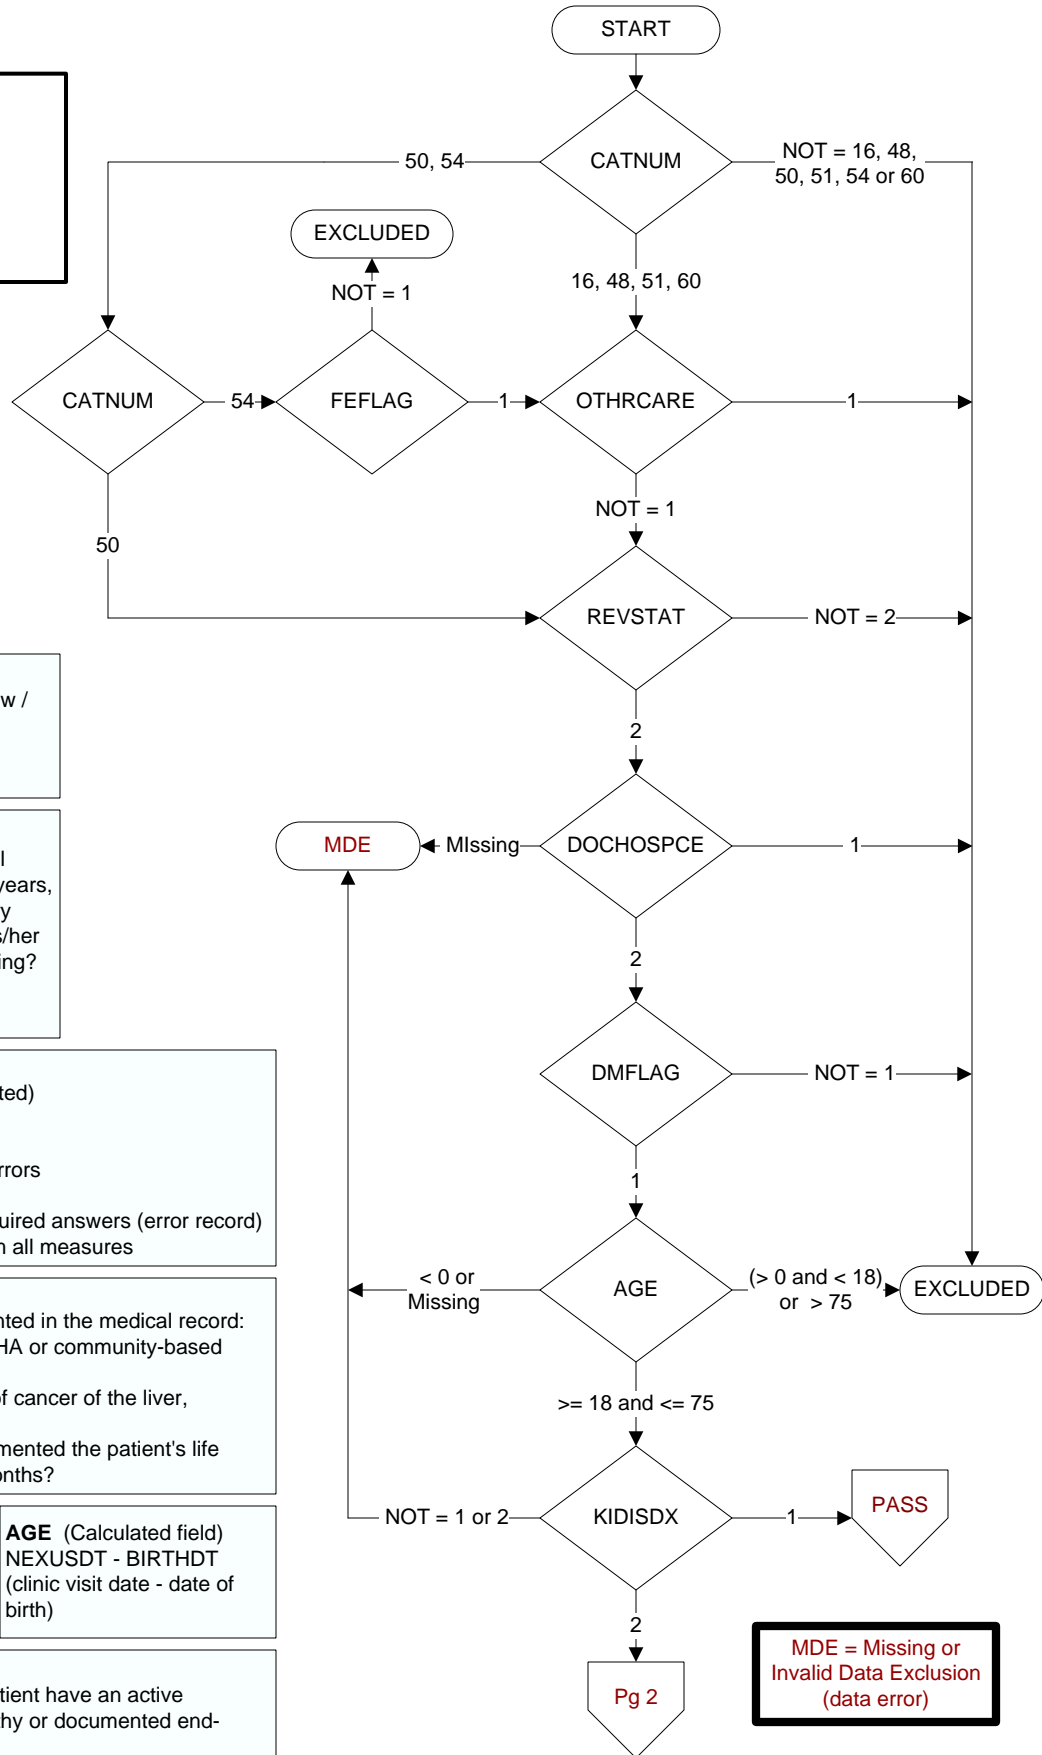 START
CATNUM
50, 54
NOT = 16, 48,
50, 51, 54 or 60
EXCLUDED
NOT = 1
16, 48, 51, 60
CATNUM
54
FEFLAG
1
OTHRCARE
1
NOT = 1
50
REVSTAT
NOT = 2
2
w /
MDE
MIssing
DOCHOSPCE
1
l
years,
y
s/her
ing?
2
DMFLAG
NOT = 1
ted)
rrors
uired answers (error record)
n all measures
1
< 0 or
Missing
AGE
(> 0 and < 18)
or > 75
EXCLUDED
nted in the medical record:
HA or community-based
of cancer of the liver,
mented the patient's life
onths?
>= 18 and <= 75
NOT = 1 or 2
KIDISDX
1
PASS
AGE (Calculated field)
NEXUSDT - BIRTHDT
(clinic visit date - date of
birth)
2
Pg 2
MDE = Missing or
Invalid Data Exclusion
(data error)
tient have an active
thy or documented end-